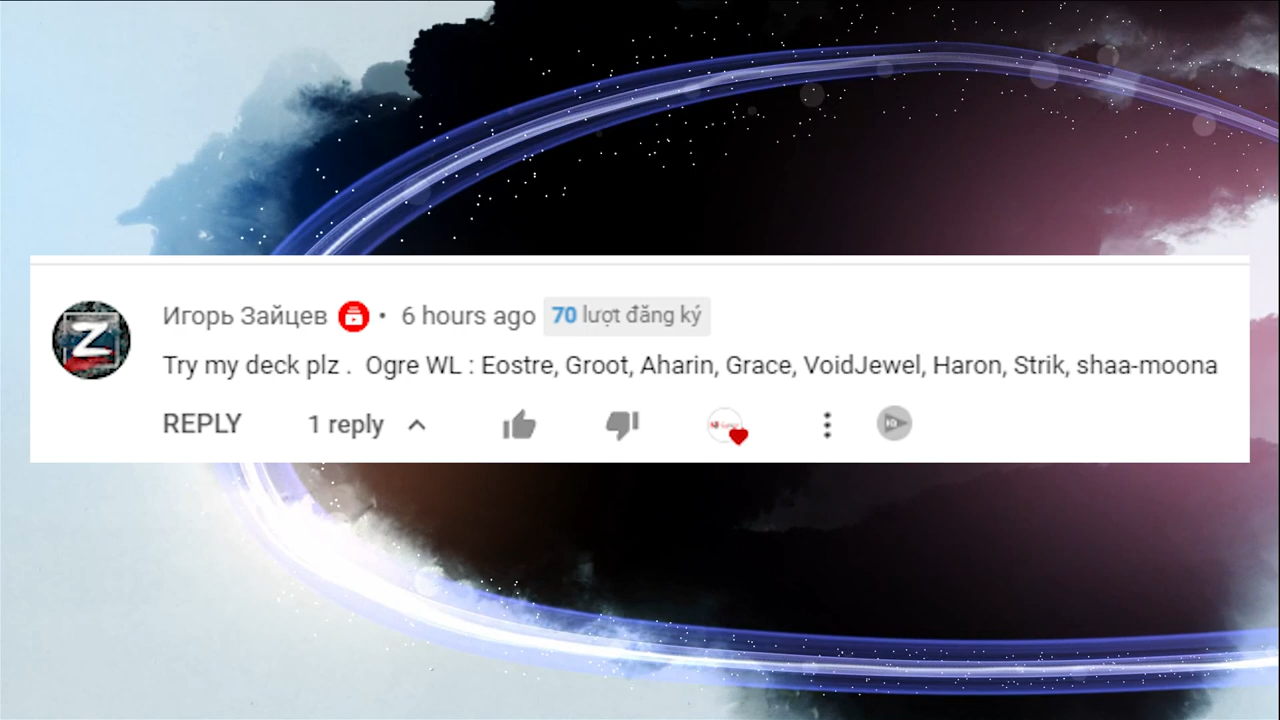 Игорь Зайцев • 6 hours ago 70 lượt đăng ký
Try my deck plz . Ogre WL : Eostre, Groot, Aharin, Grace, VoidJewel, Haron, Strik, shaa-moona
REPLY 1 reply
Z